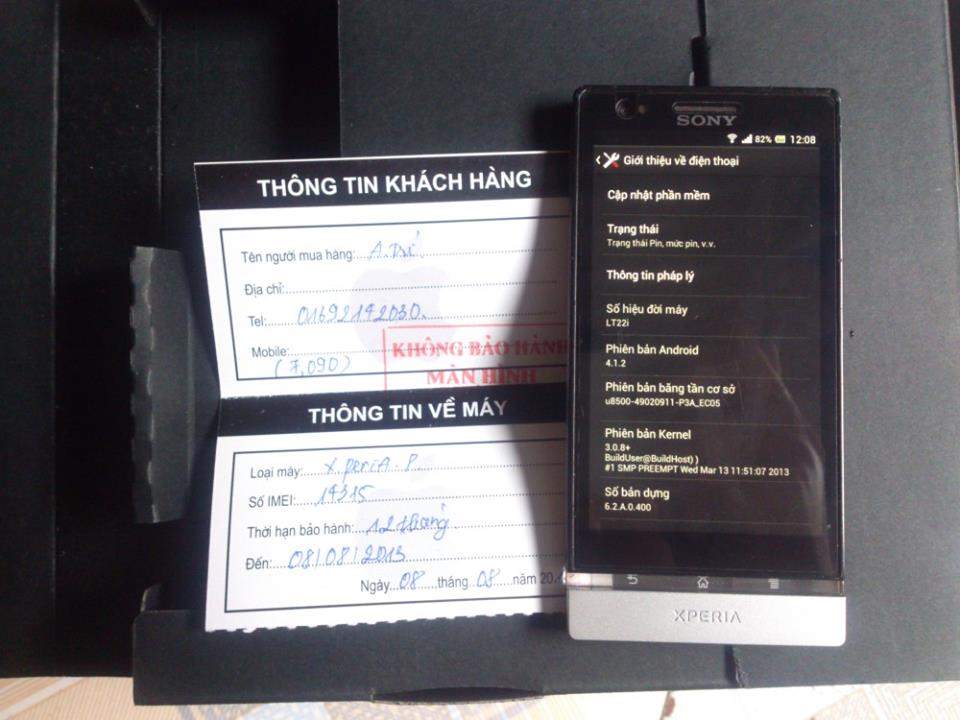 THÔNG TIN KHÁCH HÀNG
Tên người mua hàng: A.Trí
Địa chỉ:
Tel: 01692142030.
Mobile:
(7,090)
KHÔNG BẢO HÀNH
MÀN HÌNH
THÔNG TIN VỀ MÁY
Loại máy: XperiA-P.
Số IMEI: 14315
Thời hạn bảo hành: 12 tháng
Đến: 08/08/2013
Ngày 08 tháng 08 năm 20
SONY
82% 12:08
Giới thiệu về điện thoại
Cập nhật phần mềm
Trạng thái
Trạng thái Pin, mức pin, v.v.
Thông tin pháp lý
Số hiệu đời máy
LT22i
Phiên bản Android
4.1.2
Phiên bản băng tần cơ sở
u8500-49020911-P3A_EC05
Phiên bản Kernel
3.0.8+
BuildUser@BuildHost) )
#1 SMP PREEMPT Wed Mar 13 11:51:07 2013
Số bản dựng
6.2.A.0.400
XPERIA